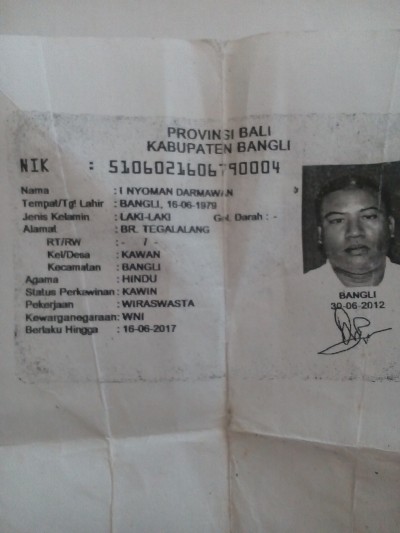 PROVINSI BALI
KABUPATEN BANGLI
NIK : 5106021606790004
Nama : I NYOMAN DARMAWAN
Tempat/Tgl Lahir : BANGLI, 16-06-1979
Jenis Kelamin : LAKI-LAKI Gol. Darah : -
Alamat : BR. TEGALALANG
RT/RW : - / -
Kel/Desa : KAWAN
Kecamatan : BANGLI
Agama : HINDU
Status Perkawinan : KAWIN
Pekerjaan : WIRASWASTA
Kewarganegaraan: WNI
Berlaku Hingga : 16-06-2017
BANGLI
30-06-2012